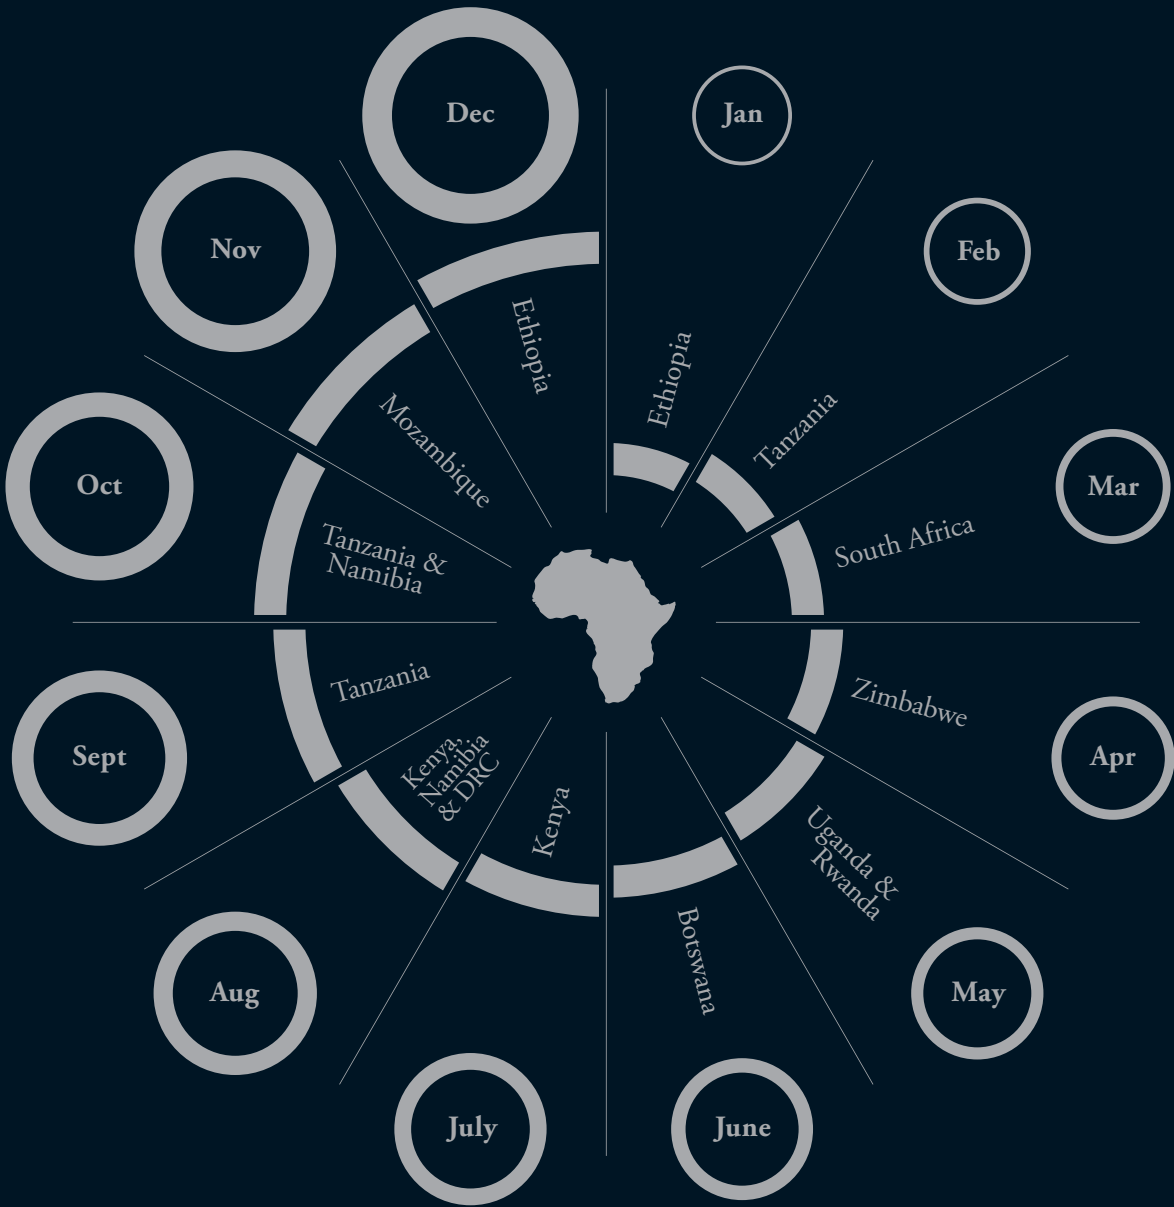 Jan
Ethiopia
Feb
Tanzania
Mar
South Africa
Apr
Zimbabwe
May
Uganda &
Rwanda
June
Botswana
July
Kenya
Aug
Kenya,
Namibia
& DRC
Sept
Tanzania
Oct
Tanzania &
Namibia
Nov
Mozambique
Dec
Ethiopia